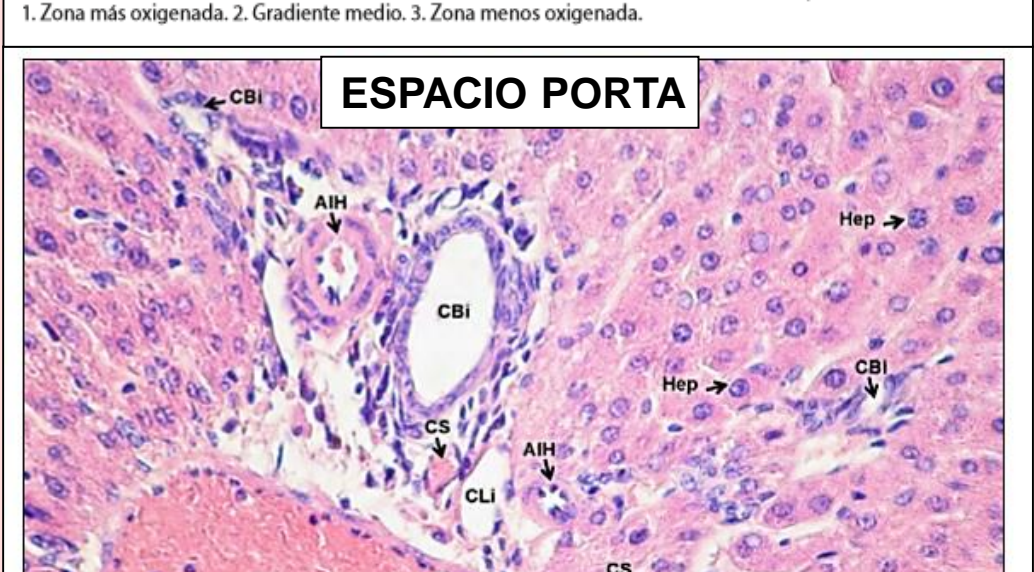 1. Zona más oxigenada. 2. Gradiente medio. 3. Zona menos oxigenada.
ESPACIO PORTA
CBi
AIH
Hep
CBi
CBi
Hep
CS
AIH
CLi
CS